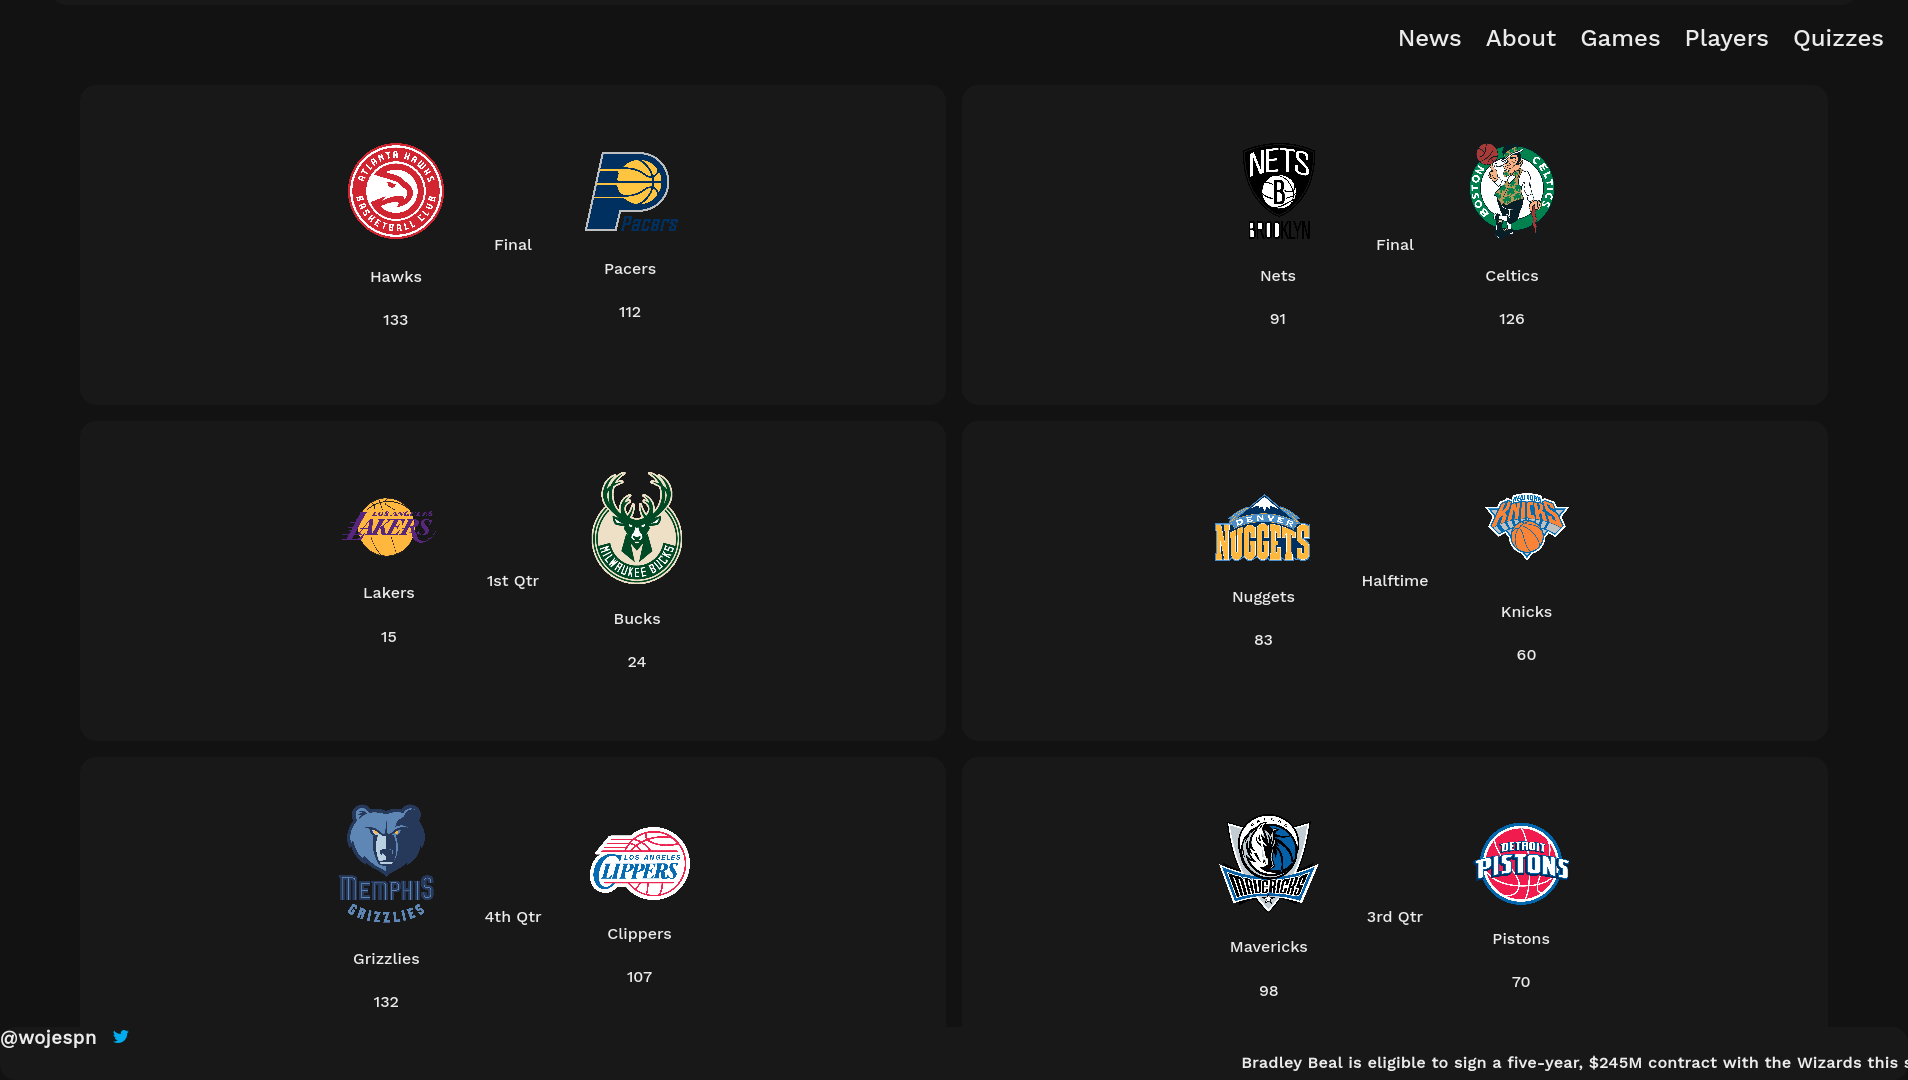 News About Games Players Quizzes
ATLANTA HAWKS
BASKETBALL CLUB
Hawks
133
Final
Pacers
Pacers
112
NETS
B
BROOKLYN
Nets
91
Final
BOSTON CELTICS
Celtics
126
LOS ANGELES
LAKERS
Lakers
15
1st Qtr
MILWAUKEE BUCKS
Bucks
24
DENVER
NUGGETS
Nuggets
83
Halftime
NEW YORK
KNICKS
Knicks
60
MEMPHIS
GRIZZLIES
Grizzlies
132
4th Qtr
LOS ANGELES
CLIPPERS
Clippers
107
DALLAS
MAVERICKS
Mavericks
98
3rd Qtr
DETROIT
PISTONS
Pistons
70
@wojespn
Bradley Beal is eligible to sign a five-year, $245M contract with the Wizards this s